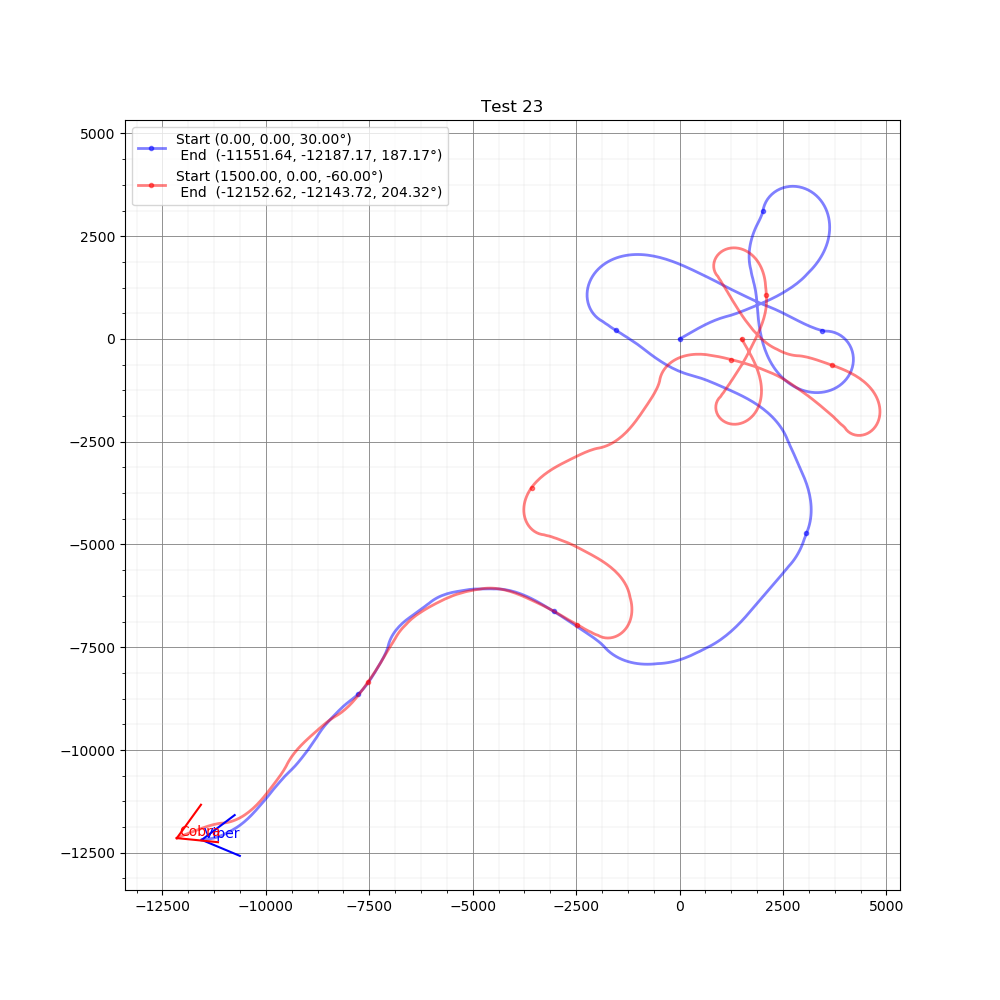 Test 23
Start (0.00, 0.00, 30.00°)
End (-11551.64, -12187.17, 187.17°)
Start (1500.00, 0.00, -60.00°)
End (-12152.62, -12143.72, 204.32°)
5000
2500
0
−2500
−5000
−7500
−10000
−12500
Cobra
Viper
−12500 −10000 −7500 −5000 −2500 0 2500 5000